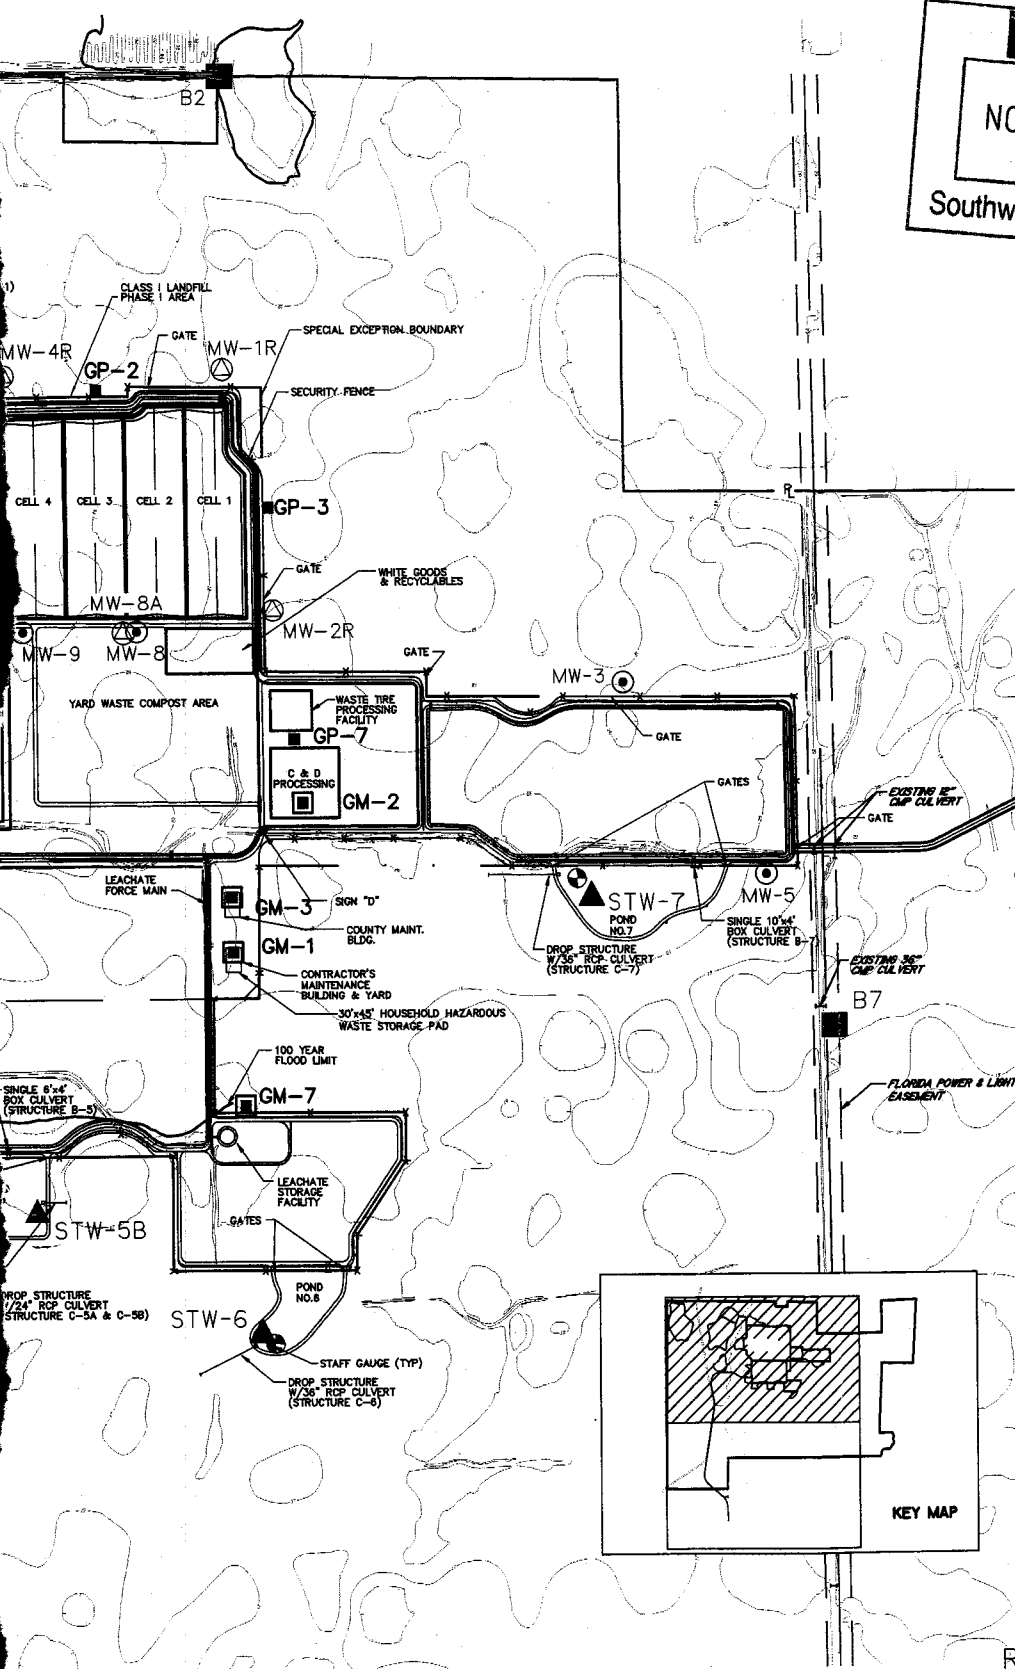 B2
NO
Southw
1)
CLASS I LANDFILL
PHASE I AREA
GATE
SPECIAL EXCEPTION BOUNDARY
MW-4R
MW-1R
GP-2
SECURITY FENCE
CELL 4
CELL 3
CELL 2
CELL 1
GP-3
PL
GATE
WHITE GOODS
& RECYCLABLES
MW-8A
MW-2R
MW-9
MW-8
GATE
MW-3
YARD WASTE COMPOST AREA
WASTE TIRE
PROCESSING
FACILITY
GP-7
GATE
C & D
PROCESSING
GM-2
GATES
EXISTING 12"
CMP CULVERT
GATE
LEACHATE
FORCE MAIN
GM-3
SIGN "D"
STW-7
MW-5
POND
NO.7
SINGLE 10'x4'
BOX CULVERT
(STRUCTURE B-7)
COUNTY MAINT.
BLDG.
GM-1
DROP STRUCTURE
W/36" RCP CULVERT
(STRUCTURE C-7)
EXISTING 36"
CMP CULVERT
CONTRACTOR'S
MAINTENANCE
BUILDING & YARD
B7
30'x45' HOUSEHOLD HAZARDOUS
WASTE STORAGE PAD
100 YEAR
FLOOD LIMIT
SINGLE 6'x4'
BOX CULVERT
(STRUCTURE B-5)
GM-7
FLORIDA POWER & LIGHT
EASEMENT
LEACHATE
STORAGE
FACILITY
STW-5B
GATES
DROP STRUCTURE
W/24" RCP CULVERT
STRUCTURE C-5A & C-5B)
POND
NO.6
STW-6
STAFF GAUGE (TYP)
DROP STRUCTURE
W/36" RCP CULVERT
(STRUCTURE C-6)
KEY MAP